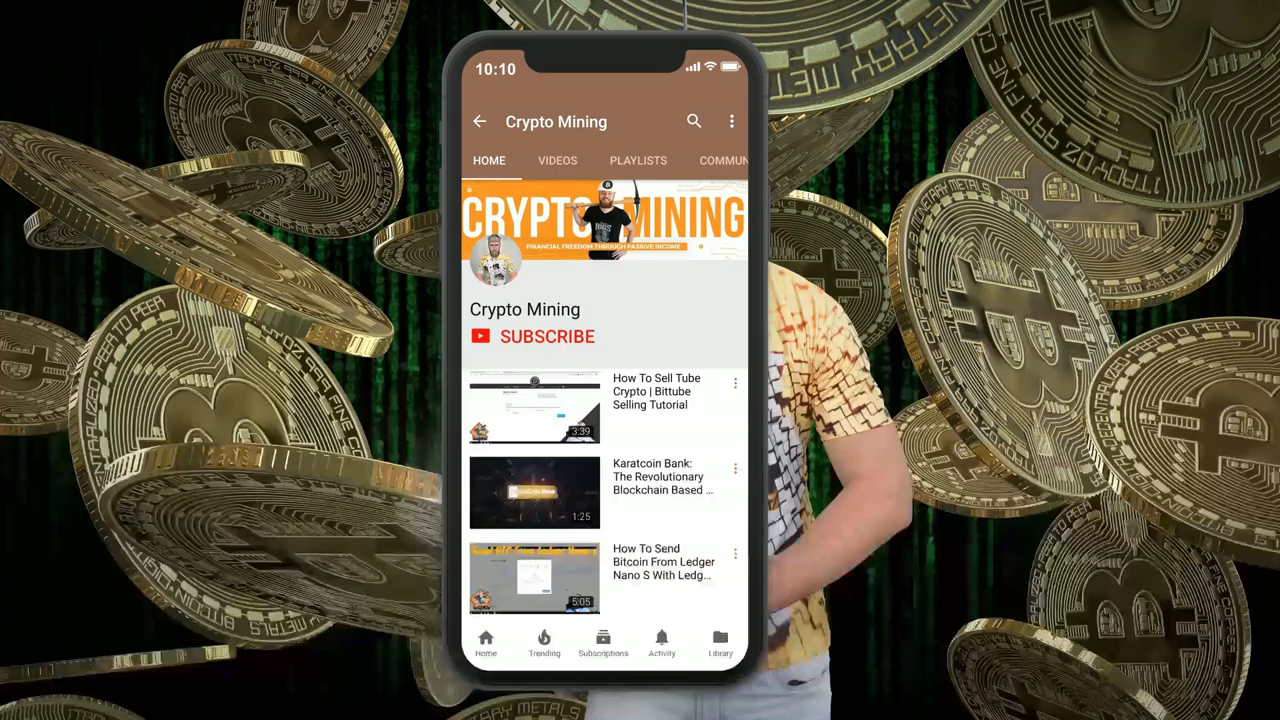 10:10
Crypto Mining
HOME VIDEOS PLAYLISTS COMMUN
CRYPTO MINING
FINANCIAL FREEDOM THROUGH PASSIVE INCOME
Crypto Mining
SUBSCRIBE
How To Sell Tube
Crypto | Bittube
Selling Tutorial
3:39
Karatcoin Bank:
The Revolutionary
Blockchain Based ...
1:25
How To Send
Bitcoin From Ledger
Nano S With Ledg...
5:05
Home Trending Subscriptions Activity Library